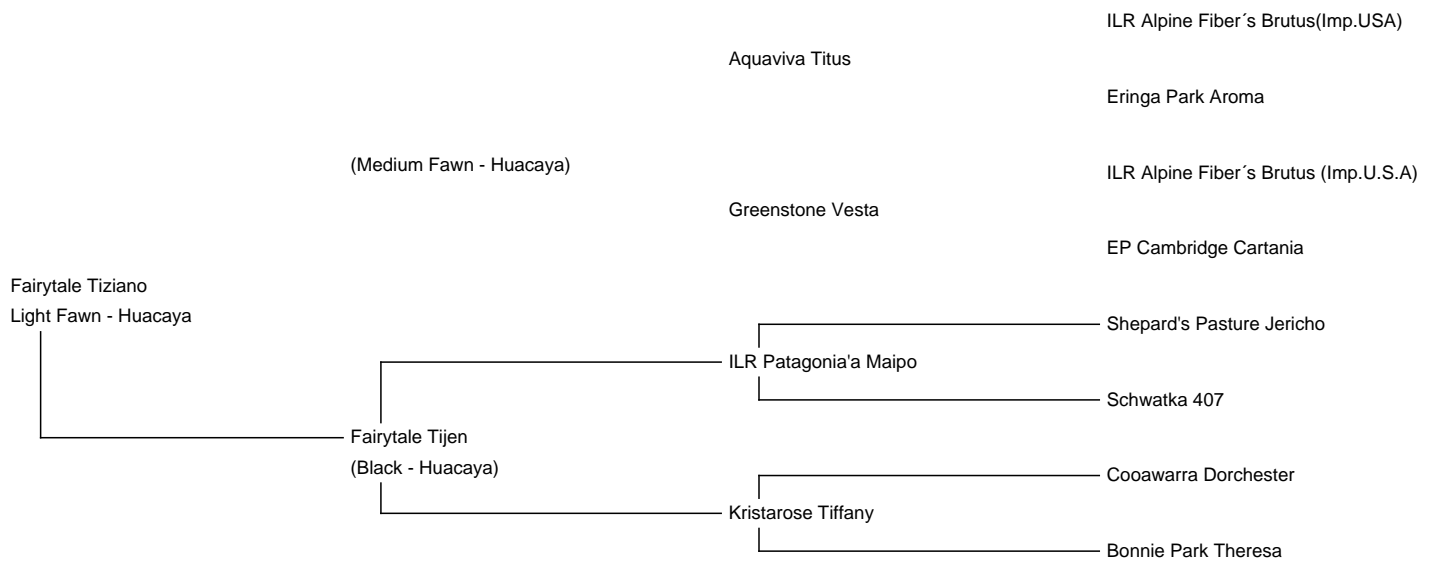 ILR Alpine Fiber´s Brutus(Imp.USA)
Aquaviva Titus
Eringa Park Aroma
(Medium Fawn - Huacaya)
ILR Alpine Fiber´s Brutus (Imp.U.S.A)
Greenstone Vesta
EP Cambridge Cartania
Fairytale Tiziano
Light Fawn - Huacaya
Shepard's Pasture Jericho
ILR Patagonia'a Maipo
Schwatka 407
Fairytale Tijen
(Black - Huacaya)
Cooawarra Dorchester
Kristarose Tiffany
Bonnie Park Theresa